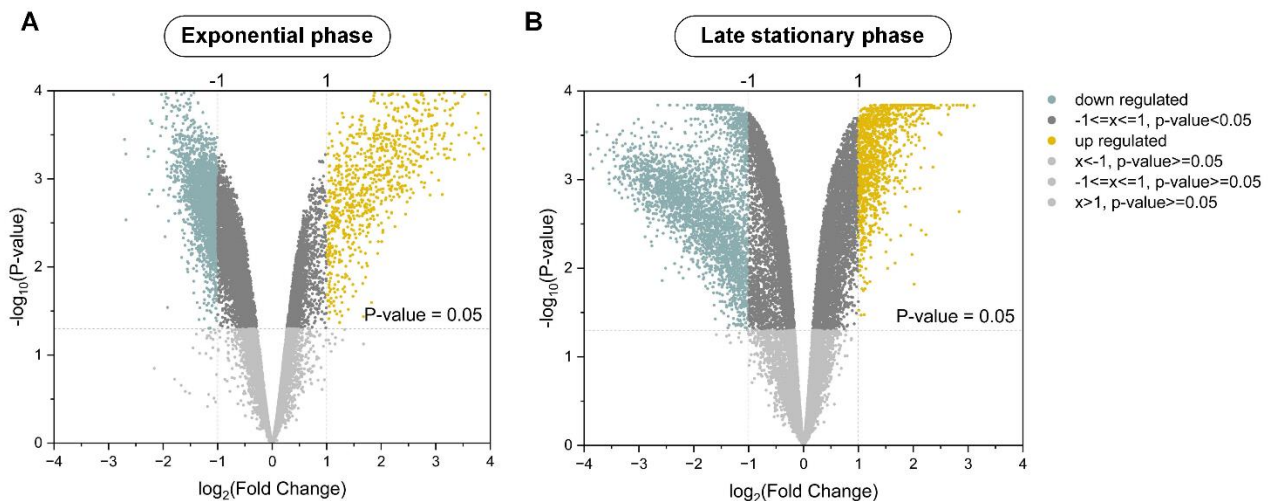 A
Exponential phase
-1
1
4
3
2
1
0
-log10(P-value)
P-value = 0.05
−4
−3
−2
−1
0
1
2
3
4
log2(Fold Change)
B
Late stationary phase
-1
1
4
3
2
1
0
-log10(P-value)
P-value = 0.05
−4
−3
−2
−1
0
1
2
3
4
log2(Fold Change)
down regulated
-1<=x<=1, p-value<0.05
up regulated
x<-1, p-value>=0.05
-1<=x<=1, p-value>=0.05
x>1, p-value>=0.05